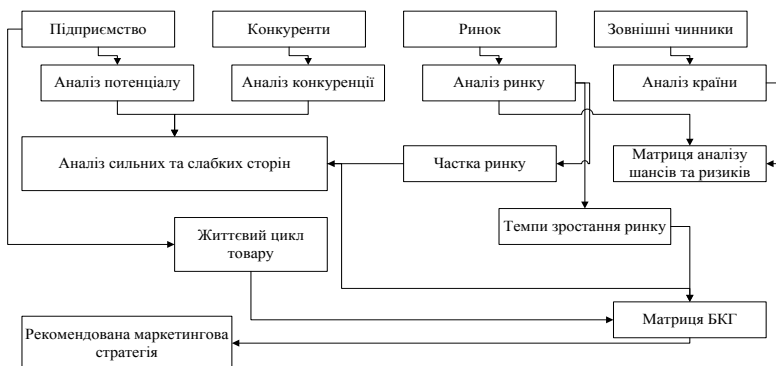 Підприємство
Конкуренти
Ринок
Зовнішні чинники
Аналіз потенціалу
Аналіз конкуренції
Аналіз ринку
Аналіз країни
Аналіз сильних та слабких сторін
Частка ринку
Матриця аналізу
шансів та ризиків
Життєвий цикл
товару
Темпи зростання ринку
Матриця БКГ
Рекомендована маркетингова
стратегія